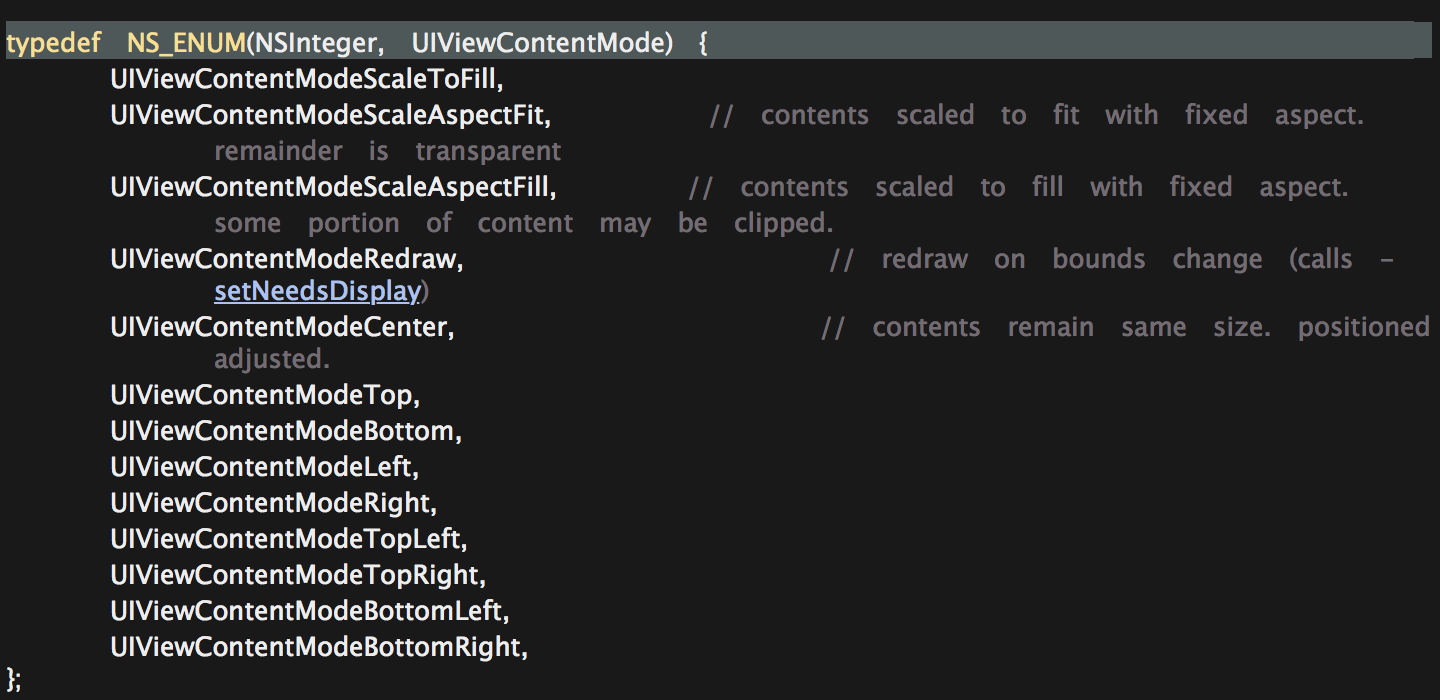 typedef NS_ENUM(NSInteger, UIViewContentMode) {
UIViewContentModeScaleToFill,
UIViewContentModeScaleAspectFit, // contents scaled to fit with fixed aspect.
remainder is transparent
UIViewContentModeScaleAspectFill, // contents scaled to fill with fixed aspect.
some portion of content may be clipped.
UIViewContentModeRedraw, // redraw on bounds change (calls -
setNeedsDisplay)
UIViewContentModeCenter, // contents remain same size. positioned
adjusted.
UIViewContentModeTop,
UIViewContentModeBottom,
UIViewContentModeLeft,
UIViewContentModeRight,
UIViewContentModeTopLeft,
UIViewContentModeTopRight,
UIViewContentModeBottomLeft,
UIViewContentModeBottomRight,
};